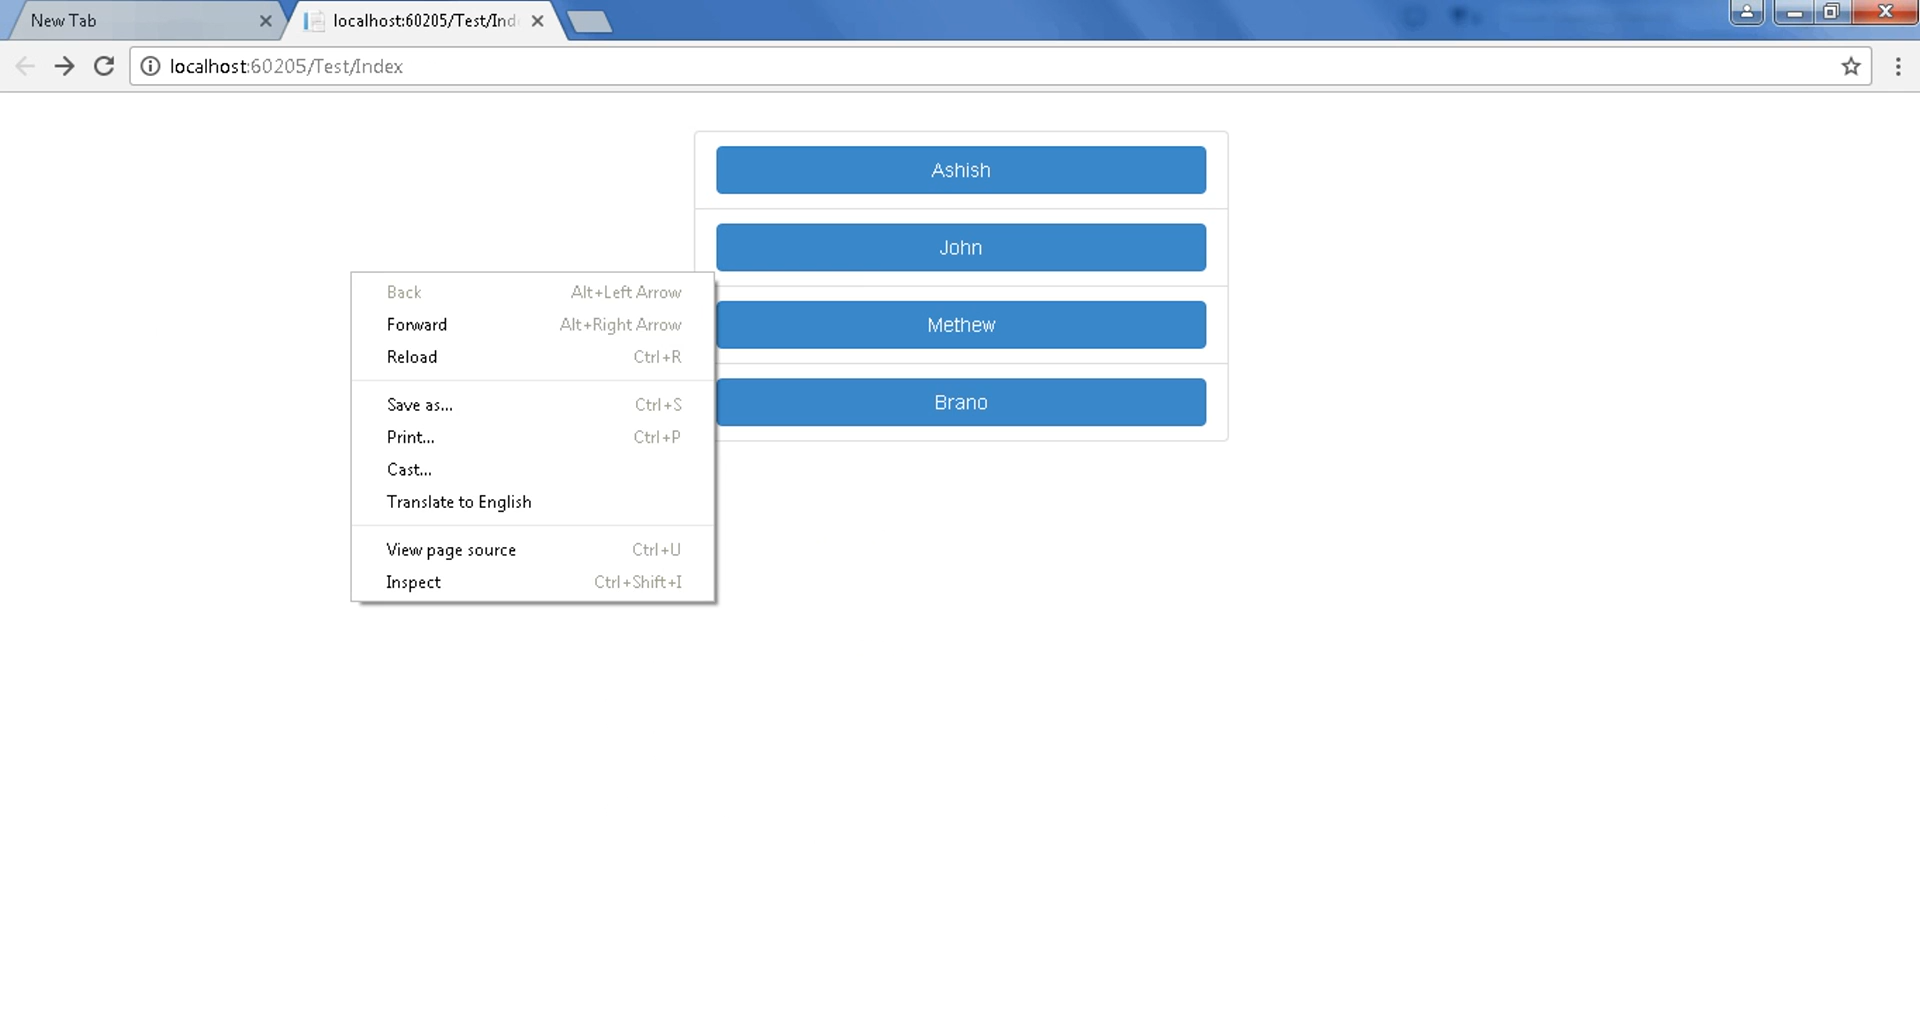 New Tab
localhost:60205/Test/Ind
localhost:60205/Test/Index
Ashish
John
Methew
Brano
Back Alt+Left Arrow
Forward Alt+Right Arrow
Reload Ctrl+R
Save as... Ctrl+S
Print... Ctrl+P
Cast...
Translate to English
View page source Ctrl+U
Inspect Ctrl+Shift+I